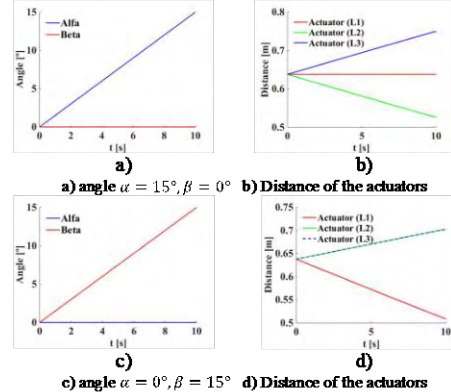 15
10
5
0
Angle [°]
Alfa
Beta
0 2 4 6 8 10
t [s]
a)
0.8
0.7
0.6
0.5
Distance [m]
Actuator (L1)
Actuator (L2)
Actuator (L3)
0 5 10
t [s]
b)
a) angle α = 15°, β = 0° b) Distance of the actuators
15
10
5
0
Angle [°]
Alfa
Beta
0 2 4 6 8 10
t [s]
c)
0.75
0.7
0.65
0.6
0.55
0.5
Distance [m]
Actuator (L1)
Actuator (L2)
Actuator (L3)
5 10
t [s]
d)
c) angle α = 0°, β = 15° d) Distance of the actuators